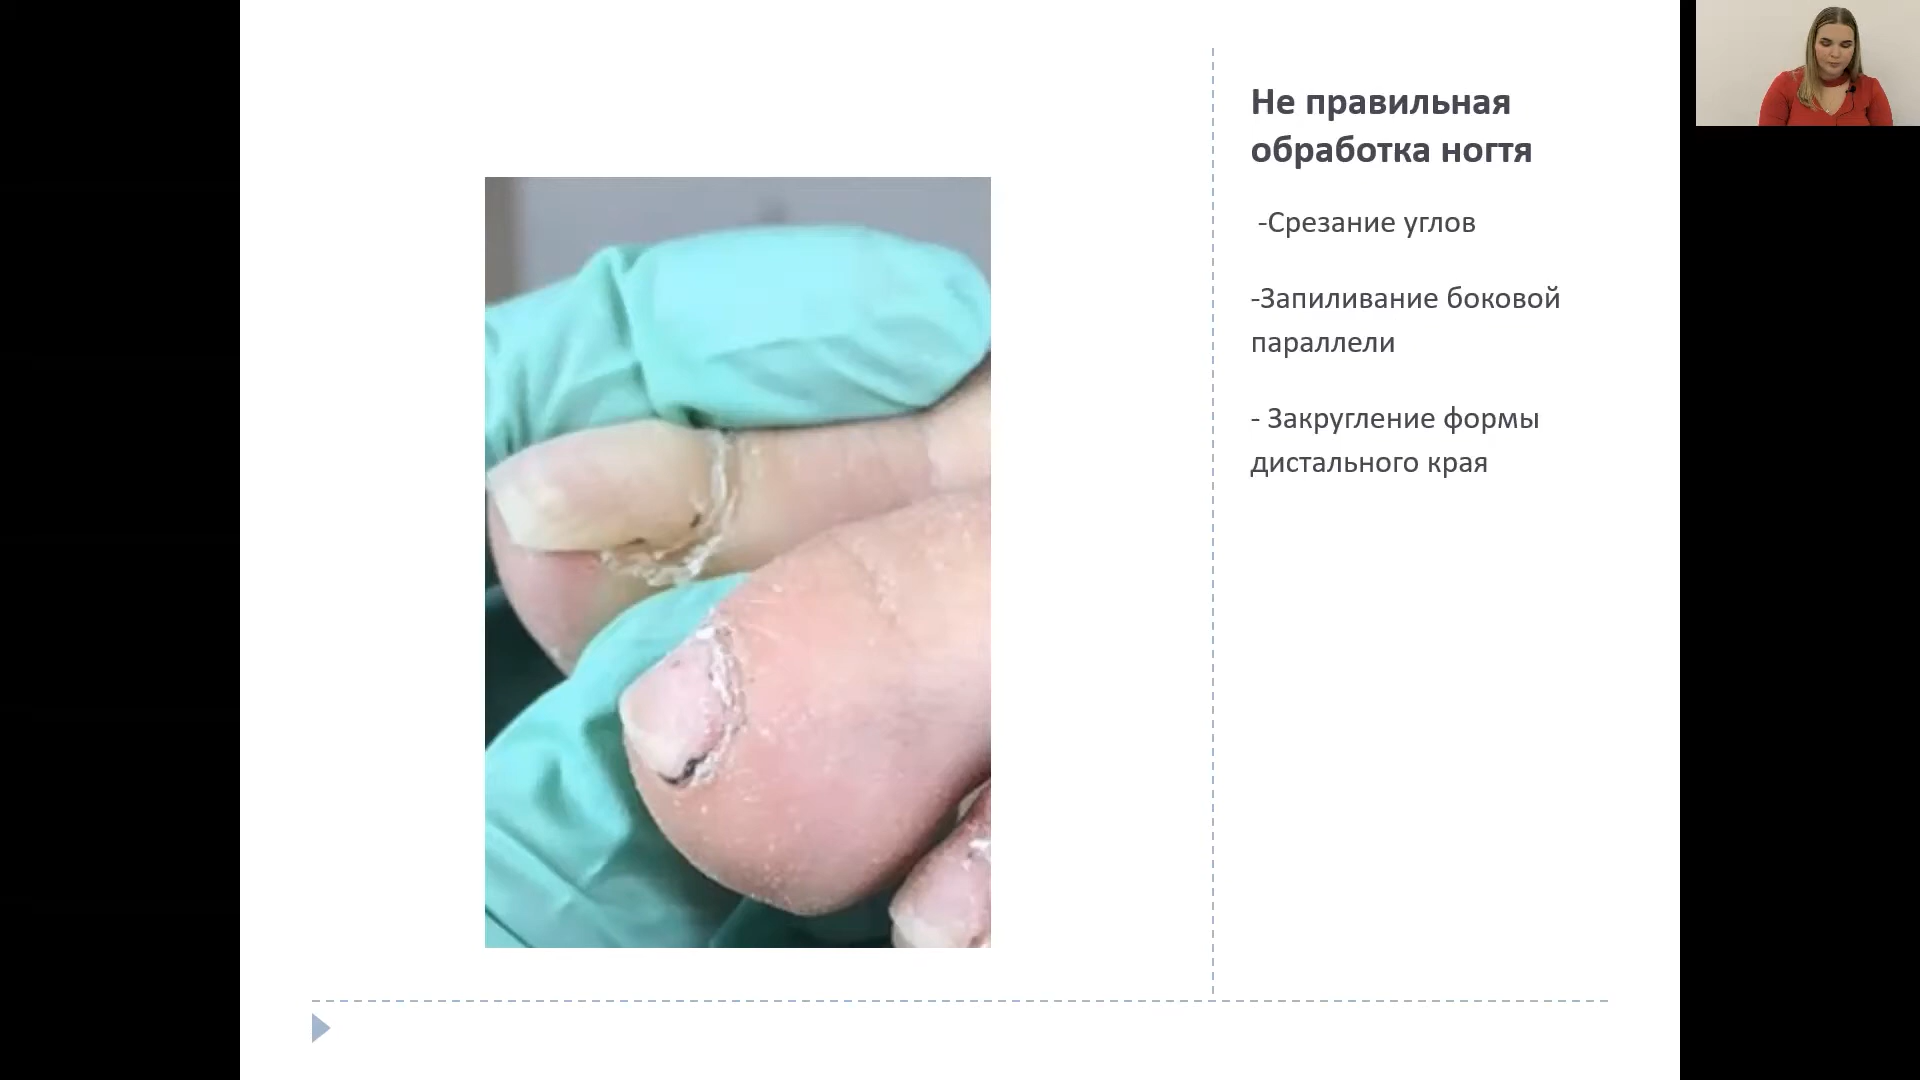 Не правильная
обработка ногтя
-Срезание углов
-Запиливание боковой
параллели
- Закругление формы
дистального края